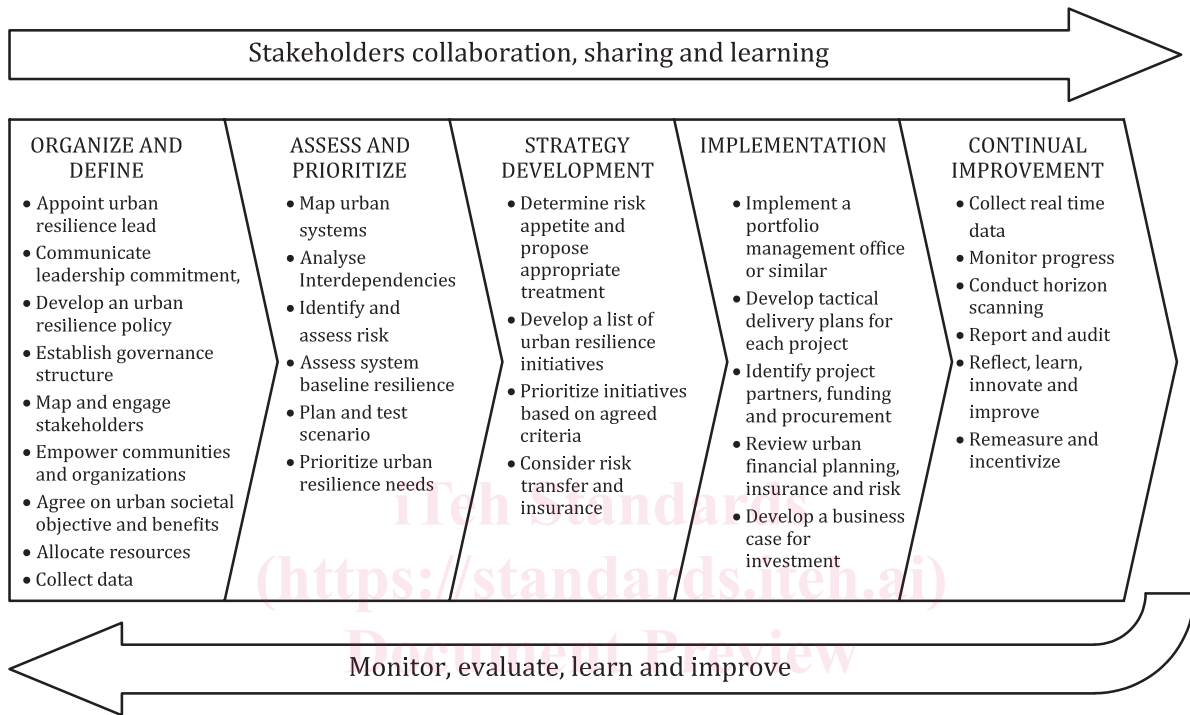 Stakeholders collaboration, sharing and learning
ORGANIZE AND
DEFINE
• Appoint urban
resilience lead
• Communicate
leadership commitment,
• Develop an urban
resilience policy
• Establish governance
structure
• Map and engage
stakeholders
• Empower communities
and organizations
• Agree on urban societal
objective and benefits
• Allocate resources
• Collect data
ASSESS AND
PRIORITIZE
• Map urban
systems
• Analyse
Interdependencies
• Identify and
assess risk
• Assess system
baseline resilience
• Plan and test
scenario
• Prioritize urban
resilience needs
STRATEGY
DEVELOPMENT
• Determine risk
appetite and
propose
appropriate
treatment
• Develop a list of
urban resilience
initiatives
• Prioritize initiatives
based on agreed
criteria
• Consider risk
transfer and
insurance
IMPLEMENTATION
• Implement a
portfolio
management office
or similar
• Develop tactical
delivery plans for
each project
• Identify project
partners, funding
and procurement
• Review urban
financial planning,
insurance and risk
• Develop a business
case for
investment
CONTINUAL
IMPROVEMENT
• Collect real time
data
• Monitor progress
• Conduct horizon
scanning
• Report and audit
• Reflect, learn,
innovate and
improve
• Remeasure and
incentivize
iTeh Standards
(https://standards.iteh.ai)
Document Preview
Monitor, evaluate, learn and improve